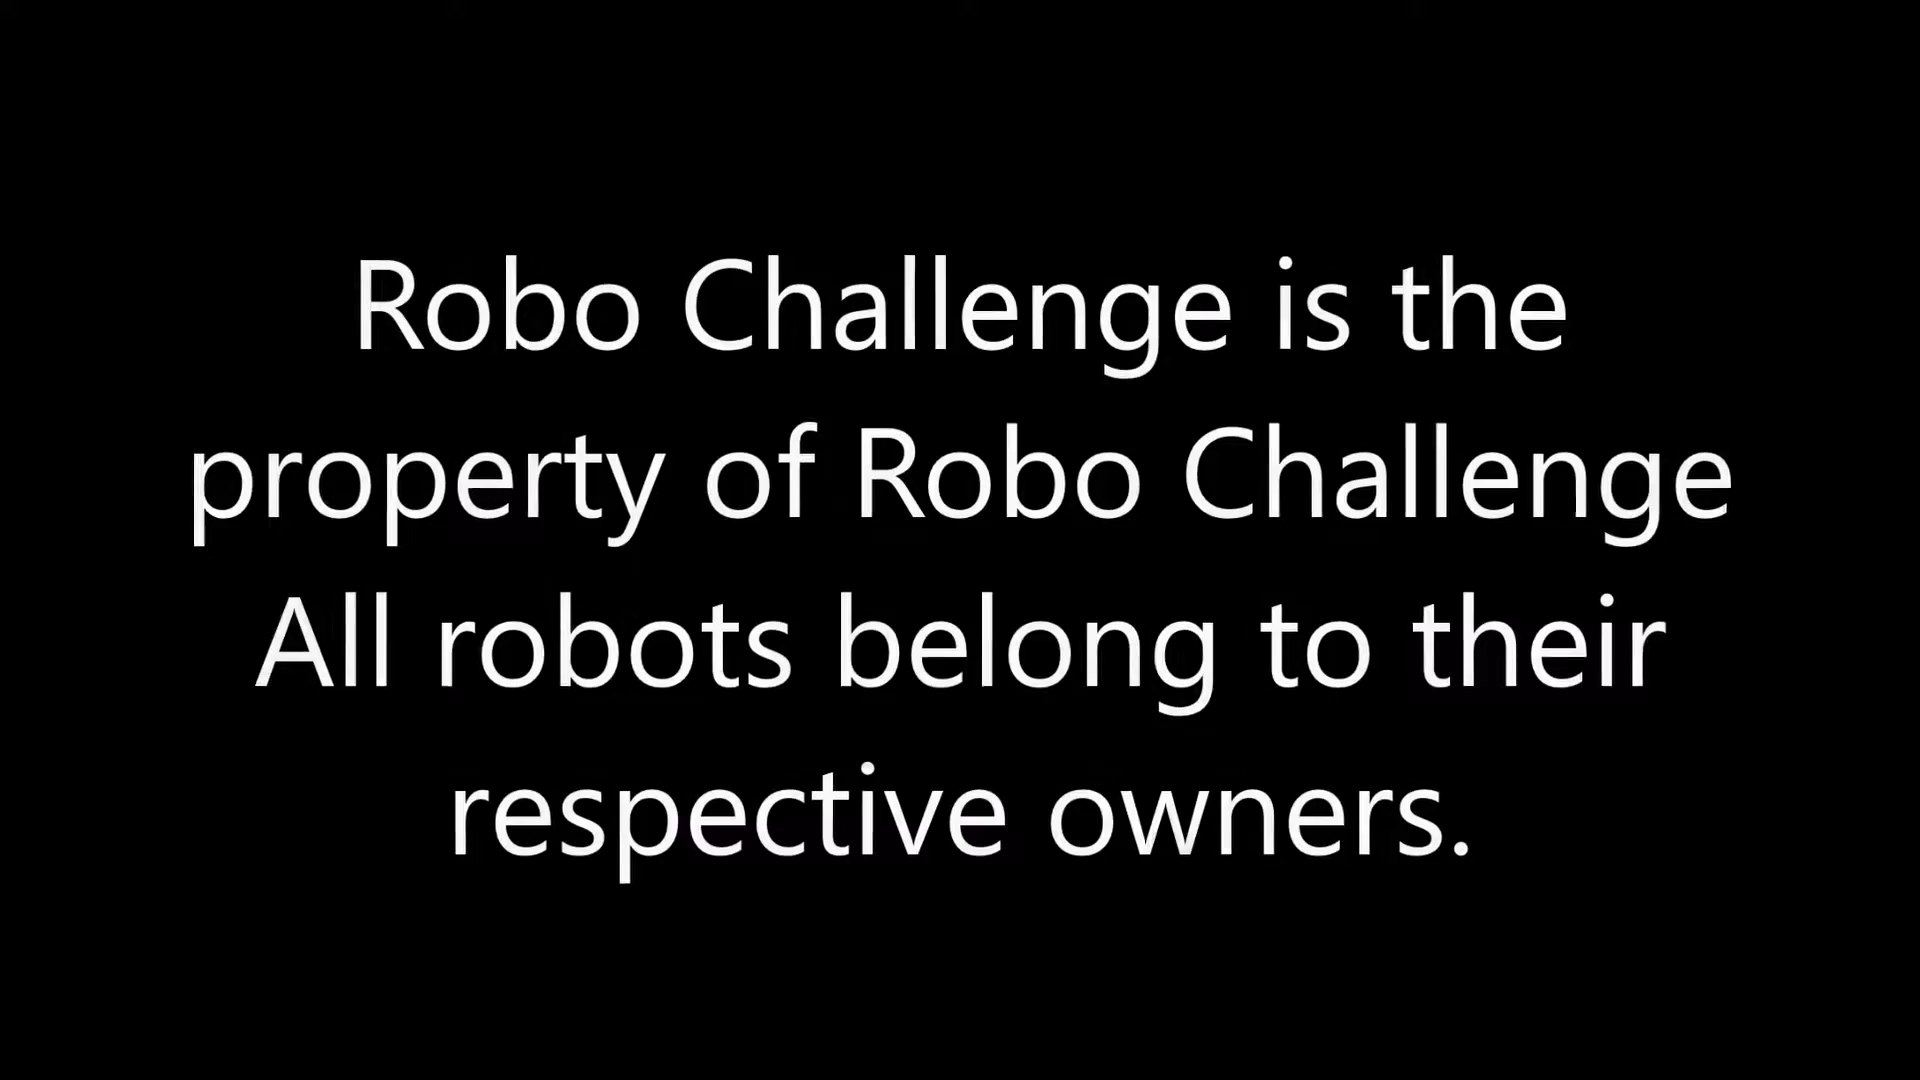 Robo Challenge is the
property of Robo Challenge
All robots belong to their
respective owners.